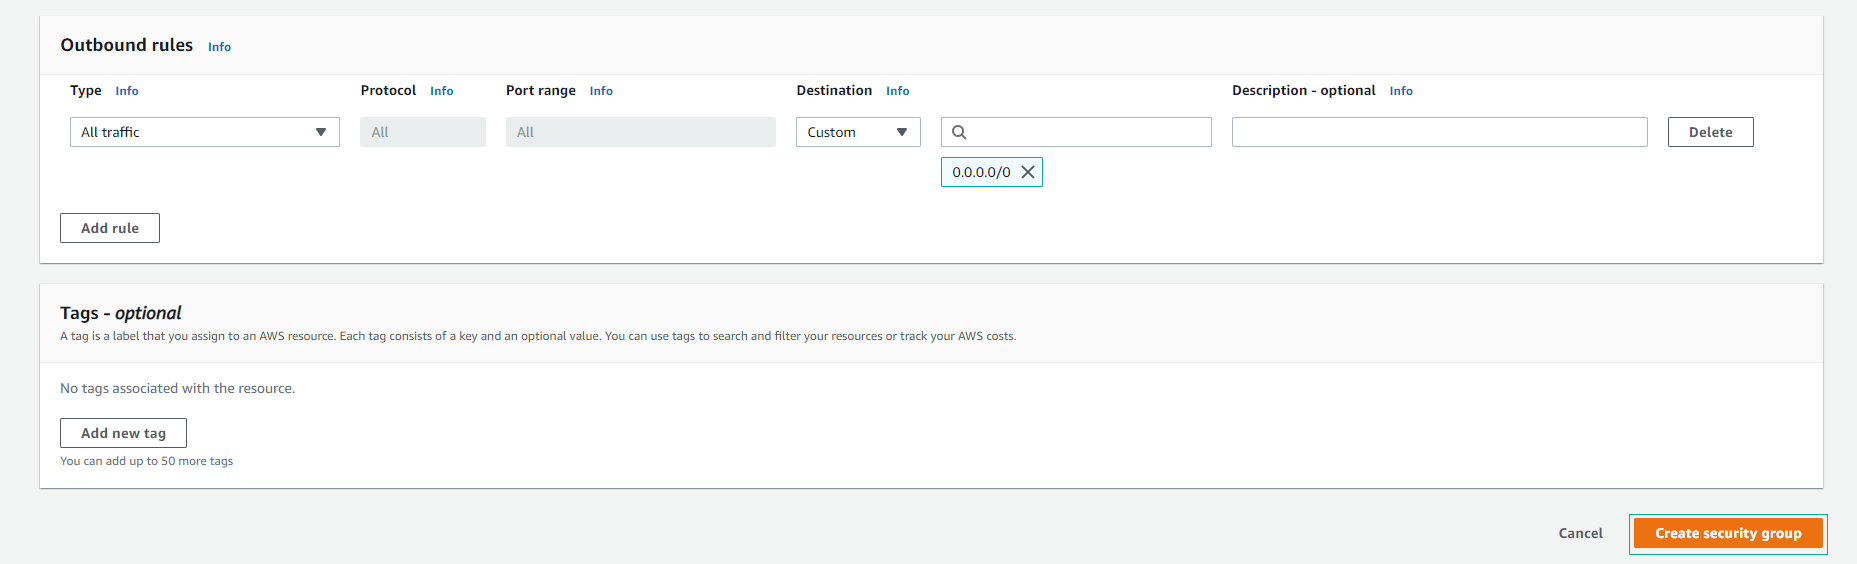 Outbound rules Info
Type Info Protocol Info Port range Info Destination Info Description - optional Info
All traffic All All Custom Delete
0.0.0.0/0
Add rule
Tags - optional
A tag is a label that you assign to an AWS resource. Each tag consists of a key and an optional value. You can use tags to search and filter your resources or track your AWS costs.
No tags associated with the resource.
Add new tag
You can add up to 50 more tags
Cancel Create security group